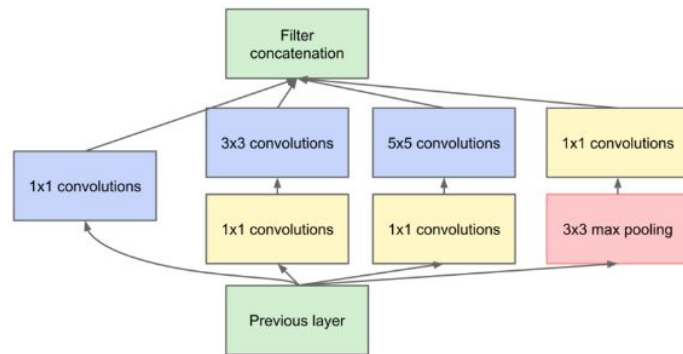 Filter
concatenation
3x3 convolutions
5x5 convolutions
1x1 convolutions
1x1 convolutions
1x1 convolutions
1x1 convolutions
3x3 max pooling
Previous layer